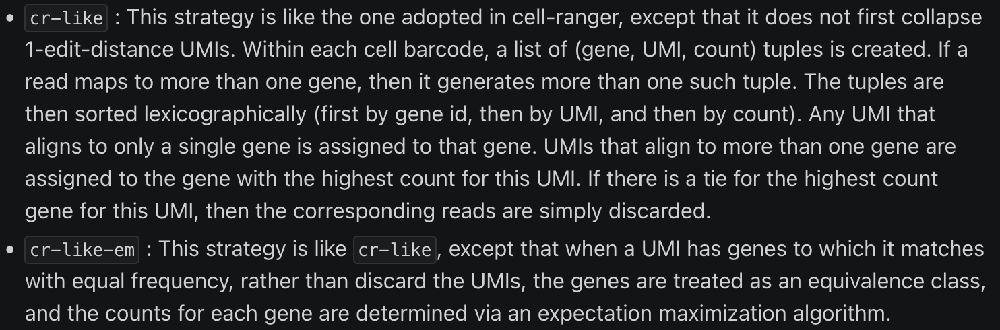 • cr-like : This strategy is like the one adopted in cell-ranger, except that it does not first collapse
1-edit-distance UMIs. Within each cell barcode, a list of (gene, UMI, count) tuples is created. If a
read maps to more than one gene, then it generates more than one such tuple. The tuples are
then sorted lexicographically (first by gene id, then by UMI, and then by count). Any UMI that
aligns to only a single gene is assigned to that gene. UMIs that align to more than one gene are
assigned to the gene with the highest count for this UMI. If there is a tie for the highest count
gene for this UMI, then the corresponding reads are simply discarded.
• cr-like-em : This strategy is like cr-like, except that when a UMI has genes to which it matches
with equal frequency, rather than discard the UMIs, the genes are treated as an equivalence class,
and the counts for each gene are determined via an expectation maximization algorithm.